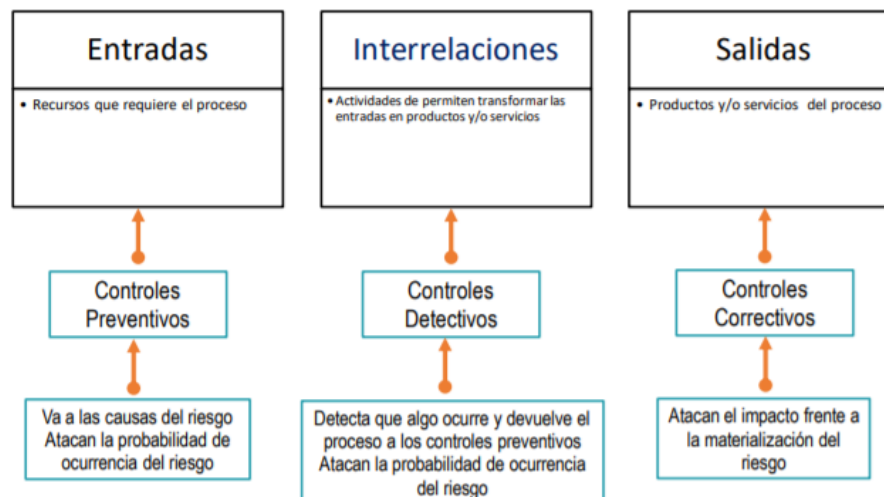 Entradas
• Recursos que requiere el proceso
Interrelaciones
• Actividades de permiten transformar las
entradas en productos y/o servicios
Salidas
• Productos y/o servicios del proceso
Controles
Preventivos
Controles
Detectivos
Controles
Correctivos
Va a las causas del riesgo
Atacan la probabilidad de
ocurrencia del riesgo
Detecta que algo ocurre y devuelve el
proceso a los controles preventivos
Atacan la probabilidad de ocurrencia
del riesgo
Atacan el impacto frente a
la materialización del
riesgo